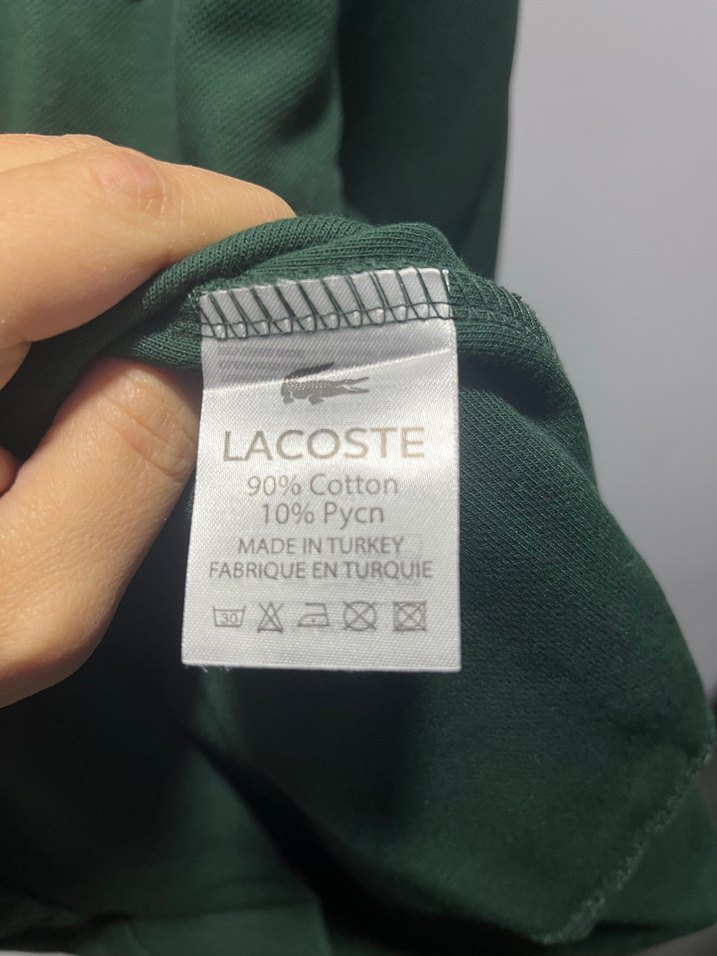 LACOSTE
90% Cotton
10% Pycn
MADE IN TURKEY
FABRIQUE EN TURQUIE
30